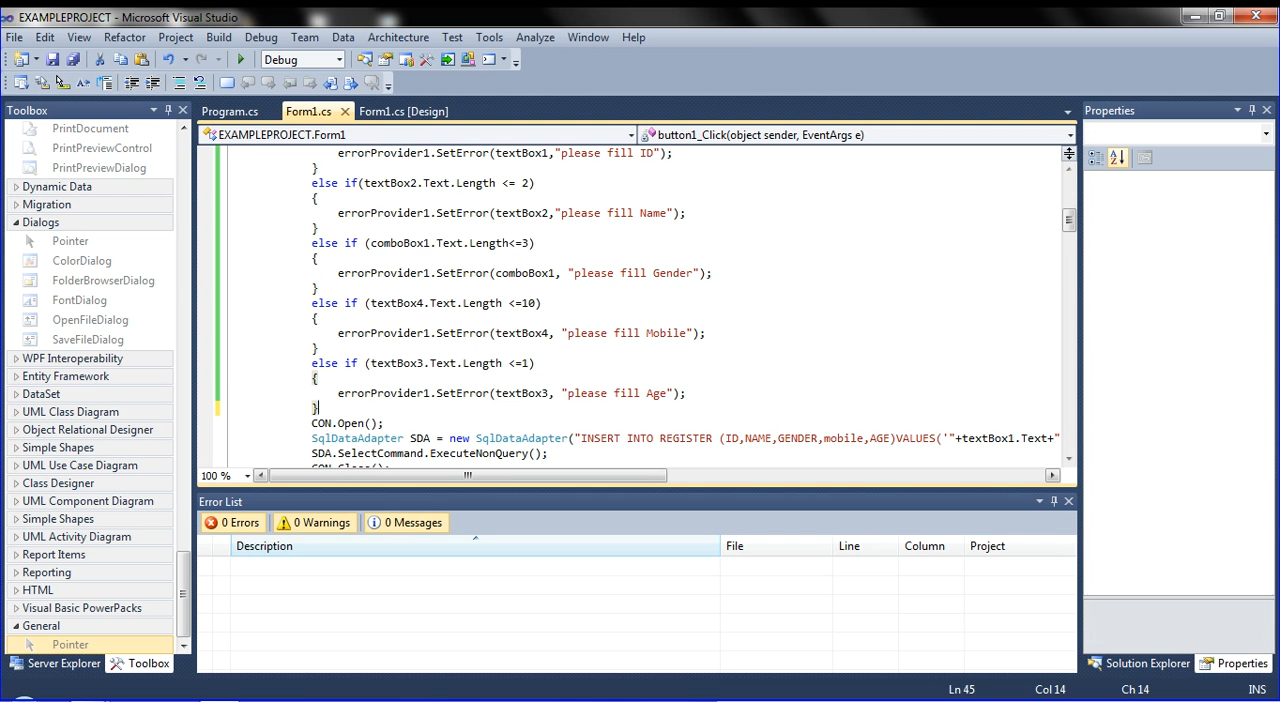 EXAMPLEPROJECT - Microsoft Visual Studio
File Edit View Refactor Project Build Debug Team Data Architecture Test Tools Analyze Window Help
Debug
Toolbox
PrintDocument
PrintPreviewControl
PrintPreviewDialog
Dynamic Data
Migration
Dialogs
Pointer
ColorDialog
FolderBrowserDialog
FontDialog
OpenFileDialog
SaveFileDialog
WPF Interoperability
Entity Framework
DataSet
UML Class Diagram
Object Relational Designer
Simple Shapes
UML Use Case Diagram
Class Designer
UML Component Diagram
Simple Shapes
UML Activity Diagram
Report Items
Reporting
HTML
Visual Basic PowerPacks
General
Pointer
Server Explorer Toolbox
Program.cs Form1.cs Form1.cs [Design]
EXAMPLEPROJECT.Form1 button1_Click(object sender, EventArgs e)
errorProvider1.SetError(textBox1,"please fill ID");
}
else if(textBox2.Text.Length <= 2)
{
errorProvider1.SetError(textBox2,"please fill Name");
}
else if (comboBox1.Text.Length<=3)
{
errorProvider1.SetError(comboBox1, "please fill Gender");
}
else if (textBox4.Text.Length <=10)
{
errorProvider1.SetError(textBox4, "please fill Mobile");
}
else if (textBox3.Text.Length <=1)
{
errorProvider1.SetError(textBox3, "please fill Age");
}
CON.Open();
SqlDataAdapter SDA = new SqlDataAdapter("INSERT INTO REGISTER (ID,NAME,GENDER,mobile,AGE)VALUES('"+textBox1.Text+"
SDA.SelectCommand.ExecuteNonQuery();
CON.Close();
100 %
Error List
0 Errors 0 Warnings 0 Messages
Description File Line Column Project
Properties
Solution Explorer Properties
Ln 45 Col 14 Ch 14 INS